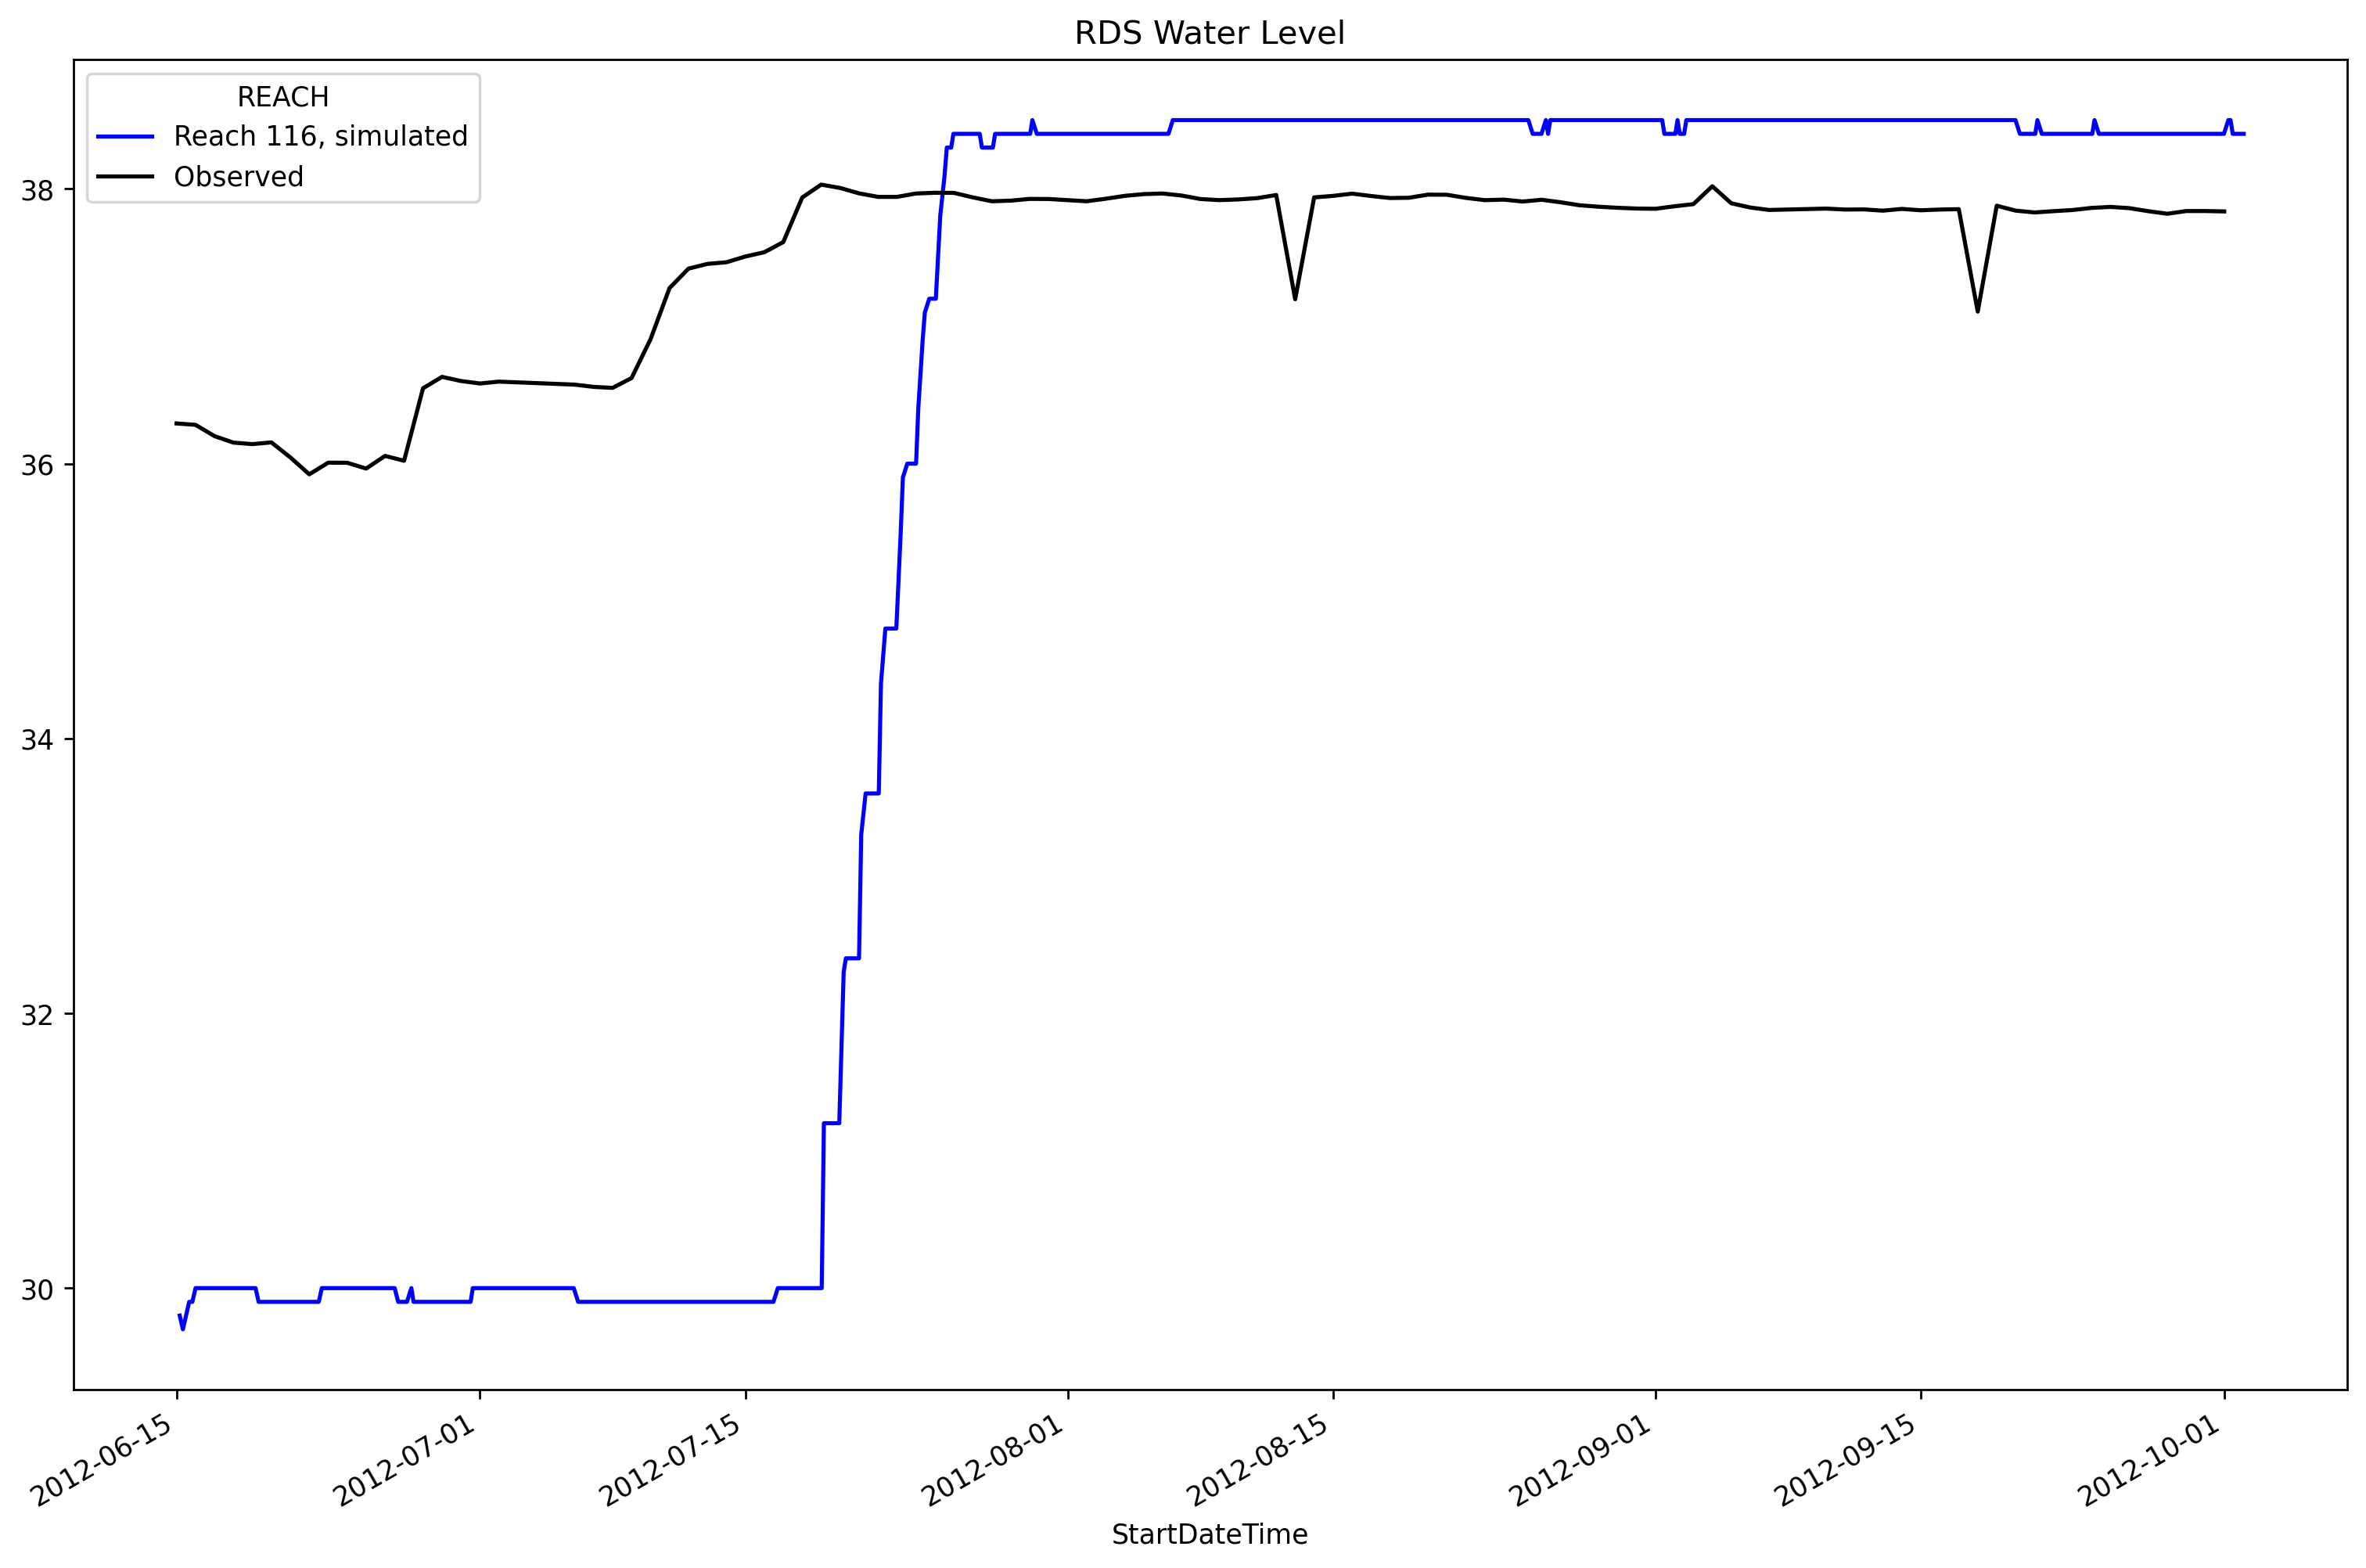 RDS Water Level
REACH
Reach 116, simulated
Observed
38
36
34
32
30
2012-06-15
2012-07-01
2012-07-15
2012-08-01
2012-08-15
2012-09-01
2012-09-15
2012-10-01
StartDateTime